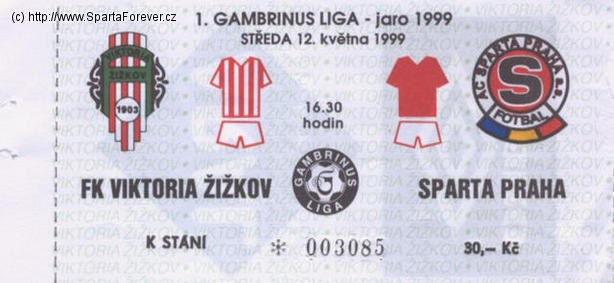 (c) http://www.SpartaForever.cz
1. GAMBRINUS LIGA - jaro 1999
STŘEDA 12. května 1999
VIKTORIA
ŽIŽKOV
1903
16.30
hodin
AC SPARTA PRAHA a.s.
S
FOTBAL
FK VIKTORIA ŽIŽKOV
GAMBRINUS
G
LIGA
SPARTA PRAHA
K STÁNÍ
* 003085
30,– Kč